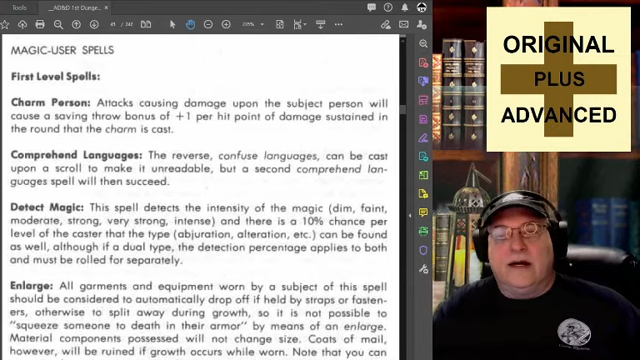 Tools
_AD&D 1st Dunge...
45 / 242
235%
MAGIC-USER SPELLS
First Level Spells:
Charm Person: Attacks causing damage upon the subject person will
cause a saving throw bonus of +1 per hit point of damage sustained in
the round that the charm is cast.
Comprehend Languages: The reverse, confuse languages, can be cast
upon a scroll to make it unreadable, but a second comprehend lan-
guages spell will then succeed.
Detect Magic: This spell detects the intensity of the magic (dim, faint,
moderate, strong, very strong, intense) and there is a 10% chance per
level of the caster that the type (abjuration, alteration, etc.) can be found
as well, although if a dual type, the detection percentage applies to both
and must be rolled for separately.
Enlarge: All garments and equipment worn by a subject of this spell
should be considered to automatically drop off if held by straps or fasten-
ers, otherwise to split away during growth, so it is not possible to
"squeeze someone to death in their armor" by means of an enlarge.
Material components possessed will not change size. Coats of mail,
however, will be ruined if growth occurs while worn. Note that you can
ORIGINAL
PLUS
ADVANCED